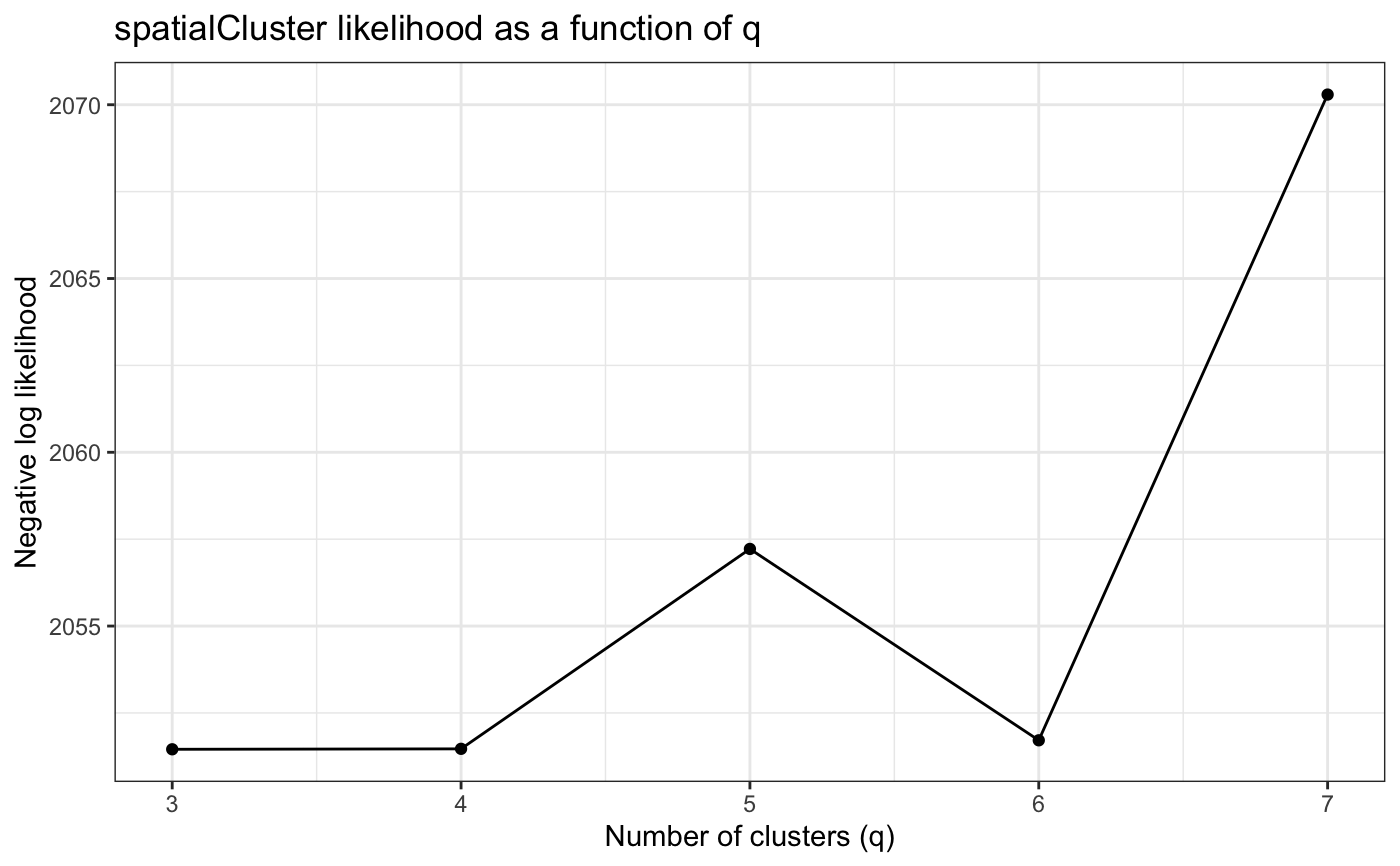 spatialCluster likelihood as a function of q
Negative log likelihood
2070
2065
2060
2055
3 4 5 6 7
Number of clusters (q)